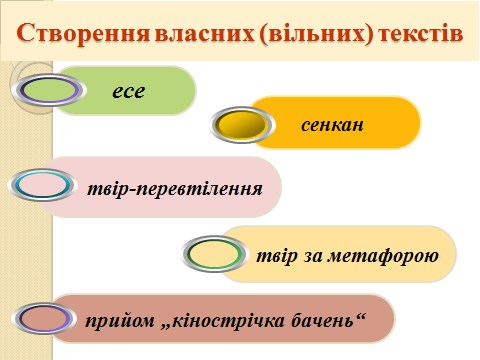 Створення власних (вільних) текстів
есе
сенкан
твір-перевтілення
твір за метафорою
прийом „кінострічка бачень“